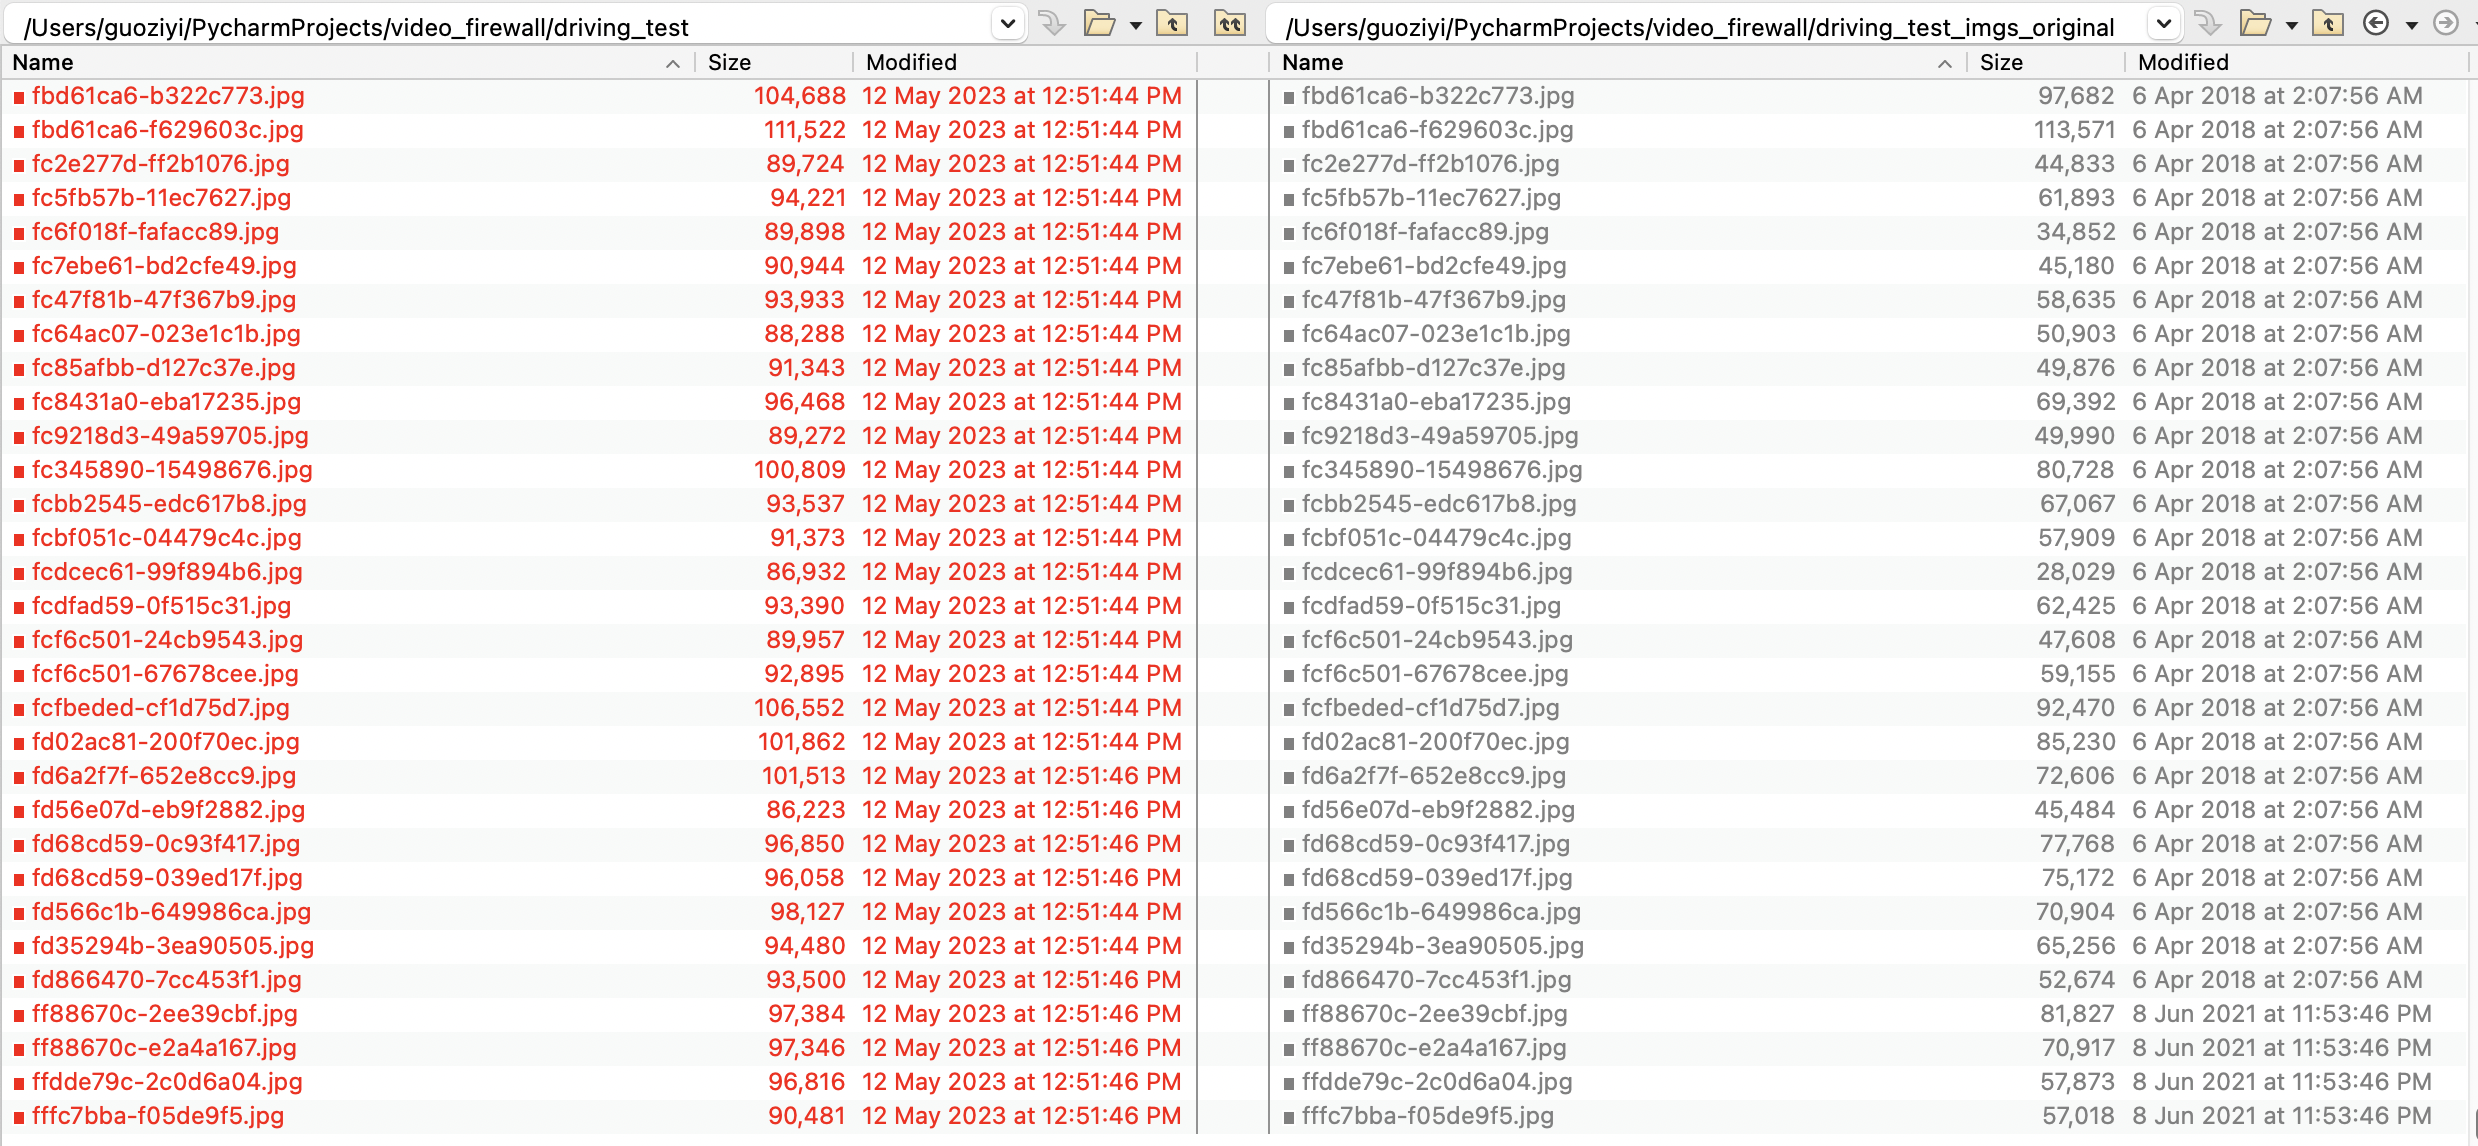 /Users/guoziyi/PycharmProjects/video_firewall/driving_test /Users/guoziyi/PycharmProjects/video_firewall/driving_test_imgs_original
Name Size Modified Name Size Modified
fbd61ca6-b322c773.jpg 104,688 12 May 2023 at 12:51:44 PM fbd61ca6-b322c773.jpg 97,682 6 Apr 2018 at 2:07:56 AM
fbd61ca6-f629603c.jpg 111,522 12 May 2023 at 12:51:44 PM fbd61ca6-f629603c.jpg 113,571 6 Apr 2018 at 2:07:56 AM
fc2e277d-ff2b1076.jpg 89,724 12 May 2023 at 12:51:44 PM fc2e277d-ff2b1076.jpg 44,833 6 Apr 2018 at 2:07:56 AM
fc5fb57b-11ec7627.jpg 94,221 12 May 2023 at 12:51:44 PM fc5fb57b-11ec7627.jpg 61,893 6 Apr 2018 at 2:07:56 AM
fc6f018f-fafacc89.jpg 89,898 12 May 2023 at 12:51:44 PM fc6f018f-fafacc89.jpg 34,852 6 Apr 2018 at 2:07:56 AM
fc7ebe61-bd2cfe49.jpg 90,944 12 May 2023 at 12:51:44 PM fc7ebe61-bd2cfe49.jpg 45,180 6 Apr 2018 at 2:07:56 AM
fc47f81b-47f367b9.jpg 93,933 12 May 2023 at 12:51:44 PM fc47f81b-47f367b9.jpg 58,635 6 Apr 2018 at 2:07:56 AM
fc64ac07-023e1c1b.jpg 88,288 12 May 2023 at 12:51:44 PM fc64ac07-023e1c1b.jpg 50,903 6 Apr 2018 at 2:07:56 AM
fc85afbb-d127c37e.jpg 91,343 12 May 2023 at 12:51:44 PM fc85afbb-d127c37e.jpg 49,876 6 Apr 2018 at 2:07:56 AM
fc8431a0-eba17235.jpg 96,468 12 May 2023 at 12:51:44 PM fc8431a0-eba17235.jpg 69,392 6 Apr 2018 at 2:07:56 AM
fc9218d3-49a59705.jpg 89,272 12 May 2023 at 12:51:44 PM fc9218d3-49a59705.jpg 49,990 6 Apr 2018 at 2:07:56 AM
fc345890-15498676.jpg 100,809 12 May 2023 at 12:51:44 PM fc345890-15498676.jpg 80,728 6 Apr 2018 at 2:07:56 AM
fcbb2545-edc617b8.jpg 93,537 12 May 2023 at 12:51:44 PM fcbb2545-edc617b8.jpg 67,067 6 Apr 2018 at 2:07:56 AM
fcbf051c-04479c4c.jpg 91,373 12 May 2023 at 12:51:44 PM fcbf051c-04479c4c.jpg 57,909 6 Apr 2018 at 2:07:56 AM
fcdcec61-99f894b6.jpg 86,932 12 May 2023 at 12:51:44 PM fcdcec61-99f894b6.jpg 28,029 6 Apr 2018 at 2:07:56 AM
fcdfad59-0f515c31.jpg 93,390 12 May 2023 at 12:51:44 PM fcdfad59-0f515c31.jpg 62,425 6 Apr 2018 at 2:07:56 AM
fcf6c501-24cb9543.jpg 89,957 12 May 2023 at 12:51:44 PM fcf6c501-24cb9543.jpg 47,608 6 Apr 2018 at 2:07:56 AM
fcf6c501-67678cee.jpg 92,895 12 May 2023 at 12:51:44 PM fcf6c501-67678cee.jpg 59,155 6 Apr 2018 at 2:07:56 AM
fcfbeded-cf1d75d7.jpg 106,552 12 May 2023 at 12:51:44 PM fcfbeded-cf1d75d7.jpg 92,470 6 Apr 2018 at 2:07:56 AM
fd02ac81-200f70ec.jpg 101,862 12 May 2023 at 12:51:44 PM fd02ac81-200f70ec.jpg 85,230 6 Apr 2018 at 2:07:56 AM
fd6a2f7f-652e8cc9.jpg 101,513 12 May 2023 at 12:51:46 PM fd6a2f7f-652e8cc9.jpg 72,606 6 Apr 2018 at 2:07:56 AM
fd56e07d-eb9f2882.jpg 86,223 12 May 2023 at 12:51:46 PM fd56e07d-eb9f2882.jpg 45,484 6 Apr 2018 at 2:07:56 AM
fd68cd59-0c93f417.jpg 96,850 12 May 2023 at 12:51:46 PM fd68cd59-0c93f417.jpg 77,768 6 Apr 2018 at 2:07:56 AM
fd68cd59-039ed17f.jpg 96,058 12 May 2023 at 12:51:46 PM fd68cd59-039ed17f.jpg 75,172 6 Apr 2018 at 2:07:56 AM
fd566c1b-649986ca.jpg 98,127 12 May 2023 at 12:51:44 PM fd566c1b-649986ca.jpg 70,904 6 Apr 2018 at 2:07:56 AM
fd35294b-3ea90505.jpg 94,480 12 May 2023 at 12:51:44 PM fd35294b-3ea90505.jpg 65,256 6 Apr 2018 at 2:07:56 AM
fd866470-7cc453f1.jpg 93,500 12 May 2023 at 12:51:46 PM fd866470-7cc453f1.jpg 52,674 6 Apr 2018 at 2:07:56 AM
ff88670c-2ee39cbf.jpg 97,384 12 May 2023 at 12:51:46 PM ff88670c-2ee39cbf.jpg 81,827 8 Jun 2021 at 11:53:46 PM
ff88670c-e2a4a167.jpg 97,346 12 May 2023 at 12:51:46 PM ff88670c-e2a4a167.jpg 70,917 8 Jun 2021 at 11:53:46 PM
ffdde79c-2c0d6a04.jpg 96,816 12 May 2023 at 12:51:46 PM ffdde79c-2c0d6a04.jpg 57,873 8 Jun 2021 at 11:53:46 PM
fffc7bba-f05de9f5.jpg 90,481 12 May 2023 at 12:51:46 PM fffc7bba-f05de9f5.jpg 57,018 8 Jun 2021 at 11:53:46 PM